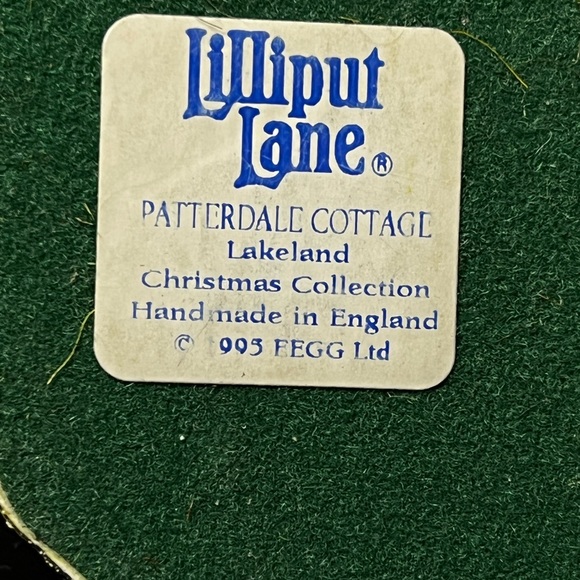 Lilliput
Lane®
PATTERDALE COTTAGE
Lakeland
Christmas Collection
Handmade in England
© 995 EEGG Ltd